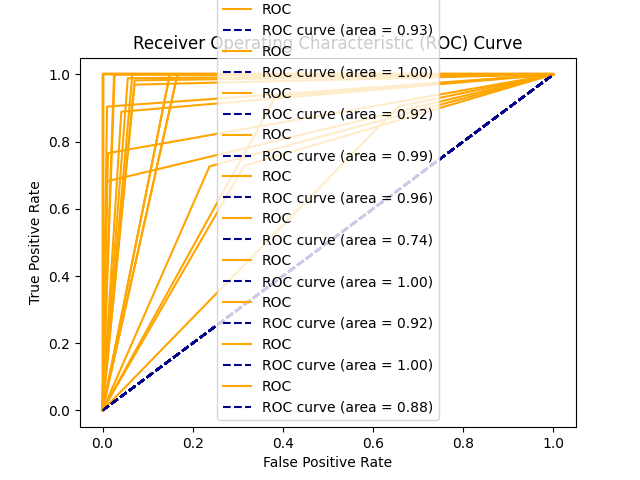 ROC
ROC curve (area = 0.93)
Receiver Operating Characteristic (ROC) Curve
ROC
ROC curve (area = 1.00)
ROC
ROC curve (area = 0.92)
ROC
ROC curve (area = 0.99)
ROC
ROC curve (area = 0.96)
ROC
ROC curve (area = 0.74)
ROC
ROC curve (area = 1.00)
ROC
ROC curve (area = 0.92)
ROC
ROC curve (area = 1.00)
ROC
ROC curve (area = 0.88)
True Positive Rate
1.0
0.8
0.6
0.4
0.2
0.0
0.0
0.2
0.4
0.6
0.8
1.0
False Positive Rate